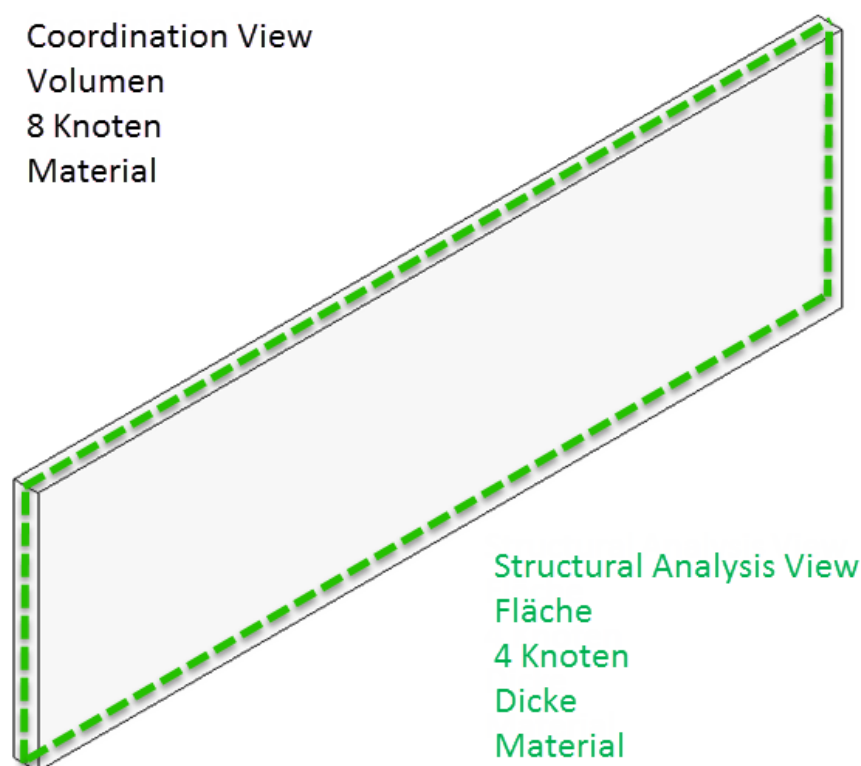 Coordination View
Volumen
8 Knoten
Material
Structural Analysis View
Fläche
4 Knoten
Dicke
Material